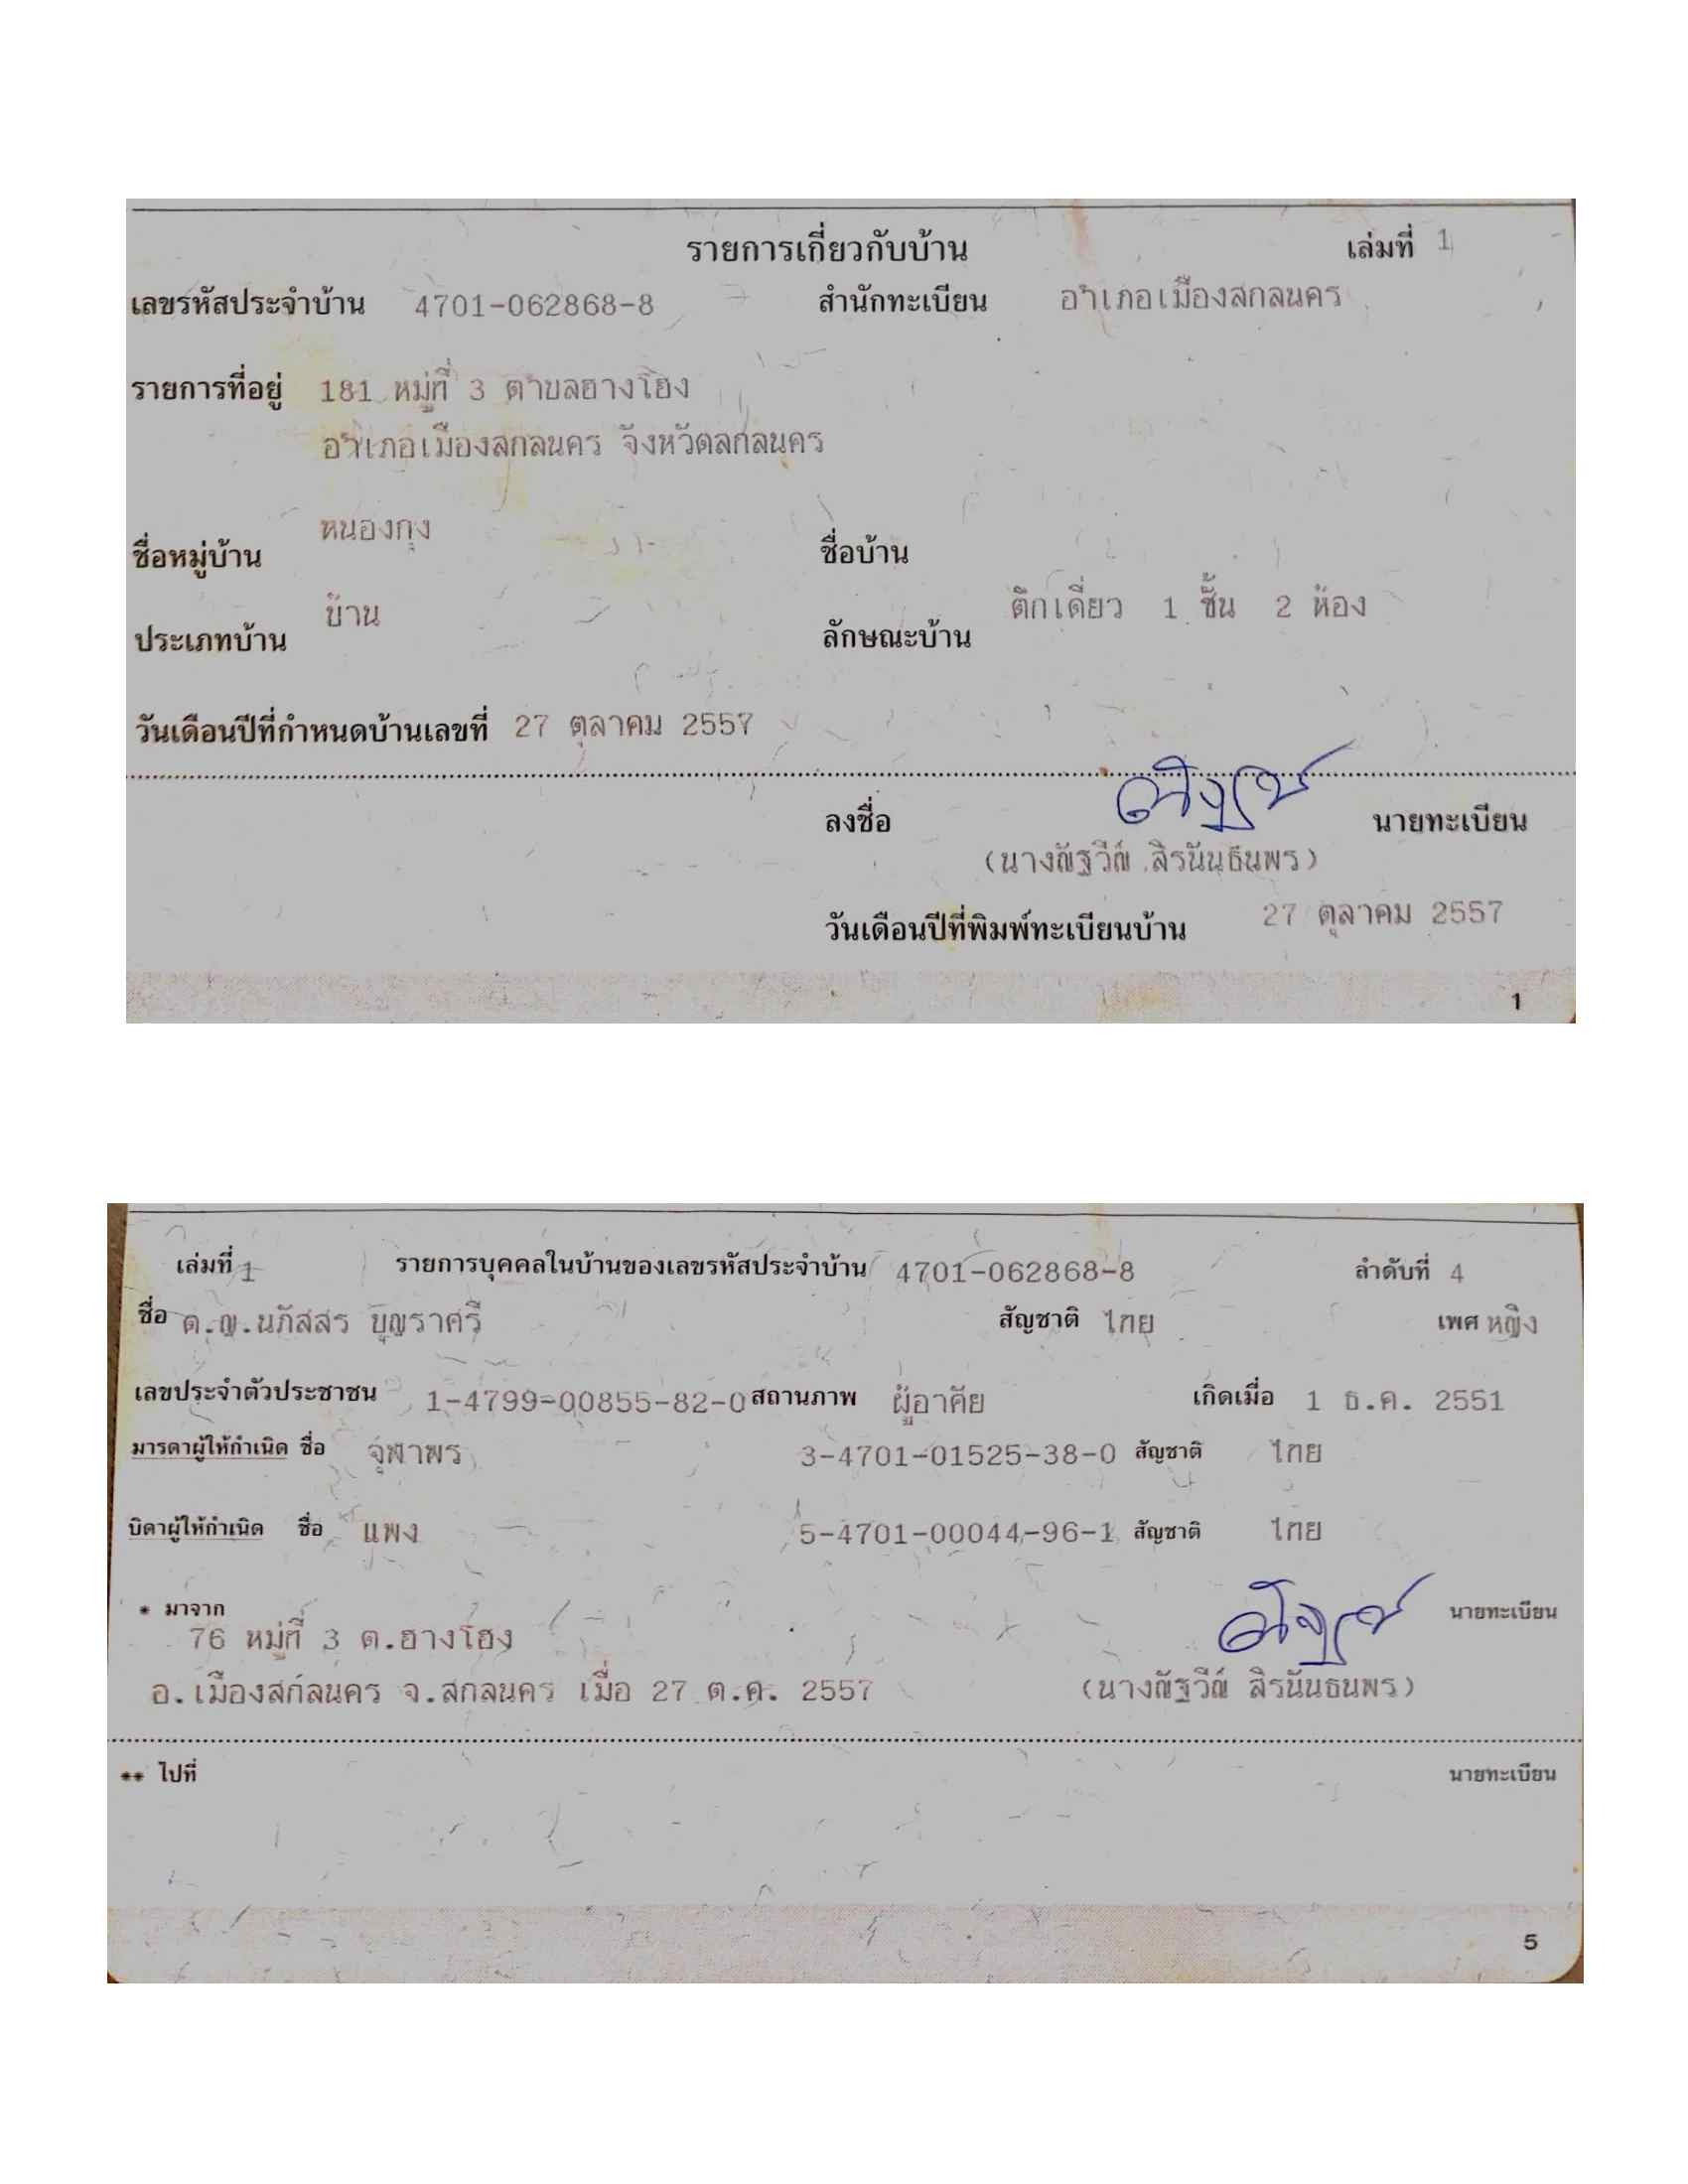 รายการเกี่ยวกับบ้าน เล่มที่ 1
เลขรหัสประจำบ้าน 4701-062868-8 สำนักทะเบียน อำเภอเมืองสกลนคร
รายการที่อยู่ 181 หมู่ที่ 3 ตำบลฮางโฮง
อำเภอเมืองสกลนคร จังหวัดสกลนคร
ชื่อหมู่บ้าน หนองกุง ชื่อบ้าน
ประเภทบ้าน บ้าน ลักษณะบ้าน ตึกเดี่ยว 1 ชั้น 2 ห้อง
วันเดือนปีที่กำหนดบ้านเลขที่ 27 ตุลาคม 2557
ลงชื่อ นายทะเบียน
(นางณัฐวีณ์ สิรนันธนพร)
วันเดือนปีที่พิมพ์ทะเบียนบ้าน 27 ตุลาคม 2557
1
เล่มที่ 1 รายการบุคคลในบ้านของเลขรหัสประจำบ้าน 4701-062868-8 ลำดับที่ 4
ชื่อ ด.ญ.นภัสสร บุญราศรี สัญชาติ ไทย เพศ หญิง
เลขประจำตัวประชาชน 1-4799-00855-82-0 สถานภาพ ผู้อาศัย เกิดเมื่อ 1 ธ.ค. 2551
มารดาผู้ให้กำเนิด ชื่อ จุฬาพร 3-4701-01525-38-0 สัญชาติ ไทย
บิดาผู้ให้กำเนิด ชื่อ แพง 5-4701-00044-96-1 สัญชาติ ไทย
* มาจาก นายทะเบียน
76 หมู่ที่ 3 ต.ฮางโฮง
อ.เมืองสกลนคร จ.สกลนคร เมื่อ 27 ต.ค. 2557 (นางณัฐวีณ์ สิรนันธนพร)
** ไปที่ นายทะเบียน
5